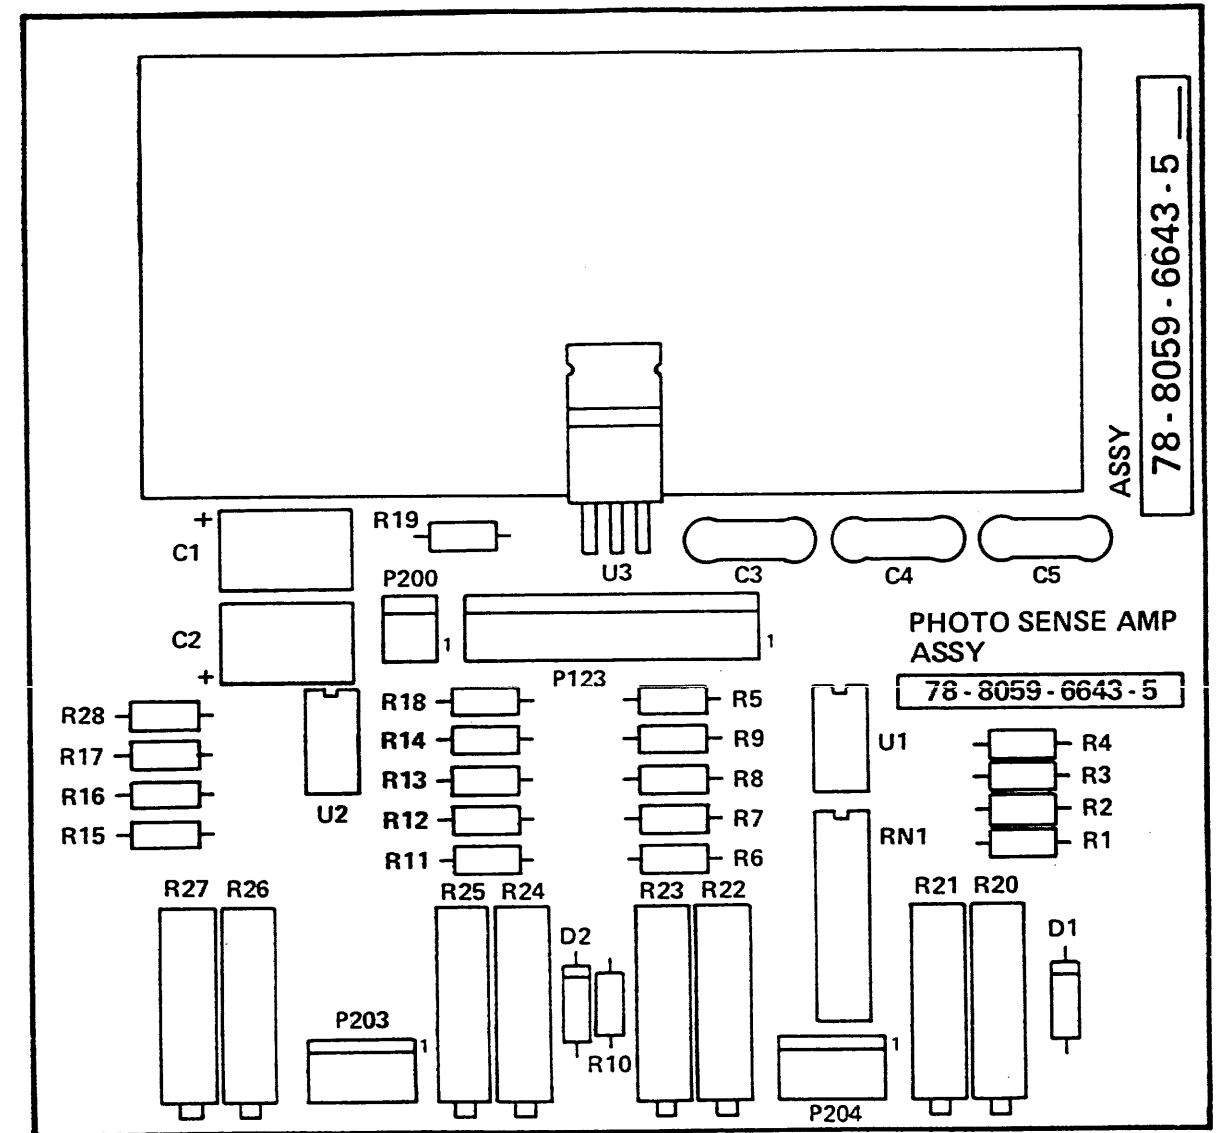 78 - 8059 - 6643 - 5 __
ASSY
+
C1
R19
U3
C3
C4
C5
P200
C2
+
1
1
P123
PHOTO SENSE AMP
ASSY
78 - 8059 - 6643 - 5
R28
R17
R16
R15
U2
R18
R14
R13
R12
R11
R5
R9
R8
R7
R6
U1
RN1
R4
R3
R2
R1
R27
R26
R25
R24
R23
R22
R21
R20
D2
R10
D1
P203
1
P204
1